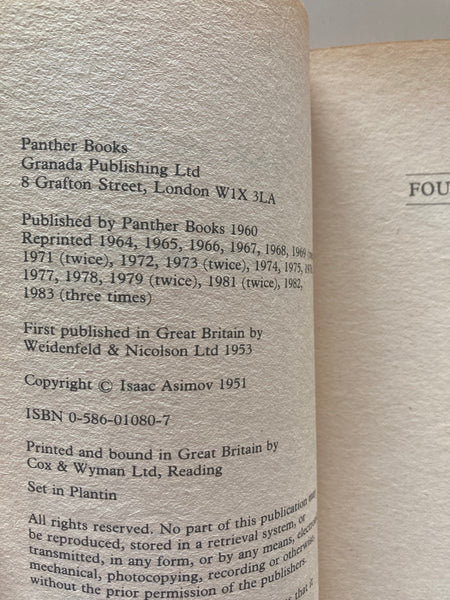 Panther Books
Granada Publishing Ltd
8 Grafton Street, London W1X 3LA
Published by Panther Books 1960
Reprinted 1964, 1965, 1966, 1967, 1968, 1969
1971 (twice), 1972, 1973 (twice), 1974, 1975,
1977, 1978, 1979 (twice), 1981 (twice), 1982,
1983 (three times)
First published in Great Britain by
Weidenfeld & Nicolson Ltd 1953
Copyright © Isaac Asimov 1951
ISBN 0-586-01080-7
Printed and bound in Great Britain by
Cox & Wyman Ltd, Reading
Set in Plantin
All rights reserved. No part of this publication may
be reproduced, stored in a retrieval system, or
transmitted, in any form, or by any means,
mechanical, photocopying, recording or otherwise,
without the prior permission of the publishers.
that it
FOU